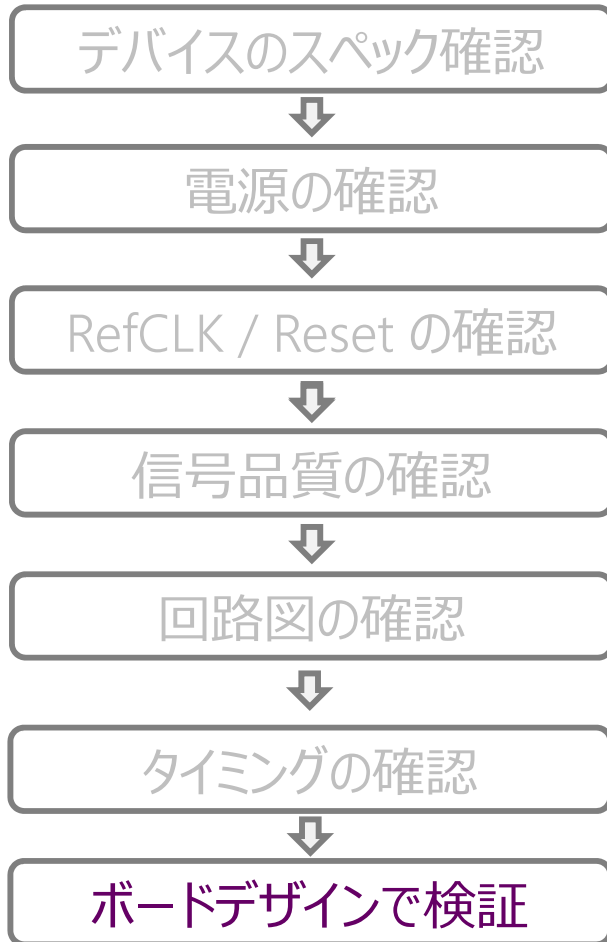 デバイスのスペック確認
電源の確認
RefCLK / Reset の確認
信号品質の確認
回路図の確認
タイミングの確認
ボードデザインで検証